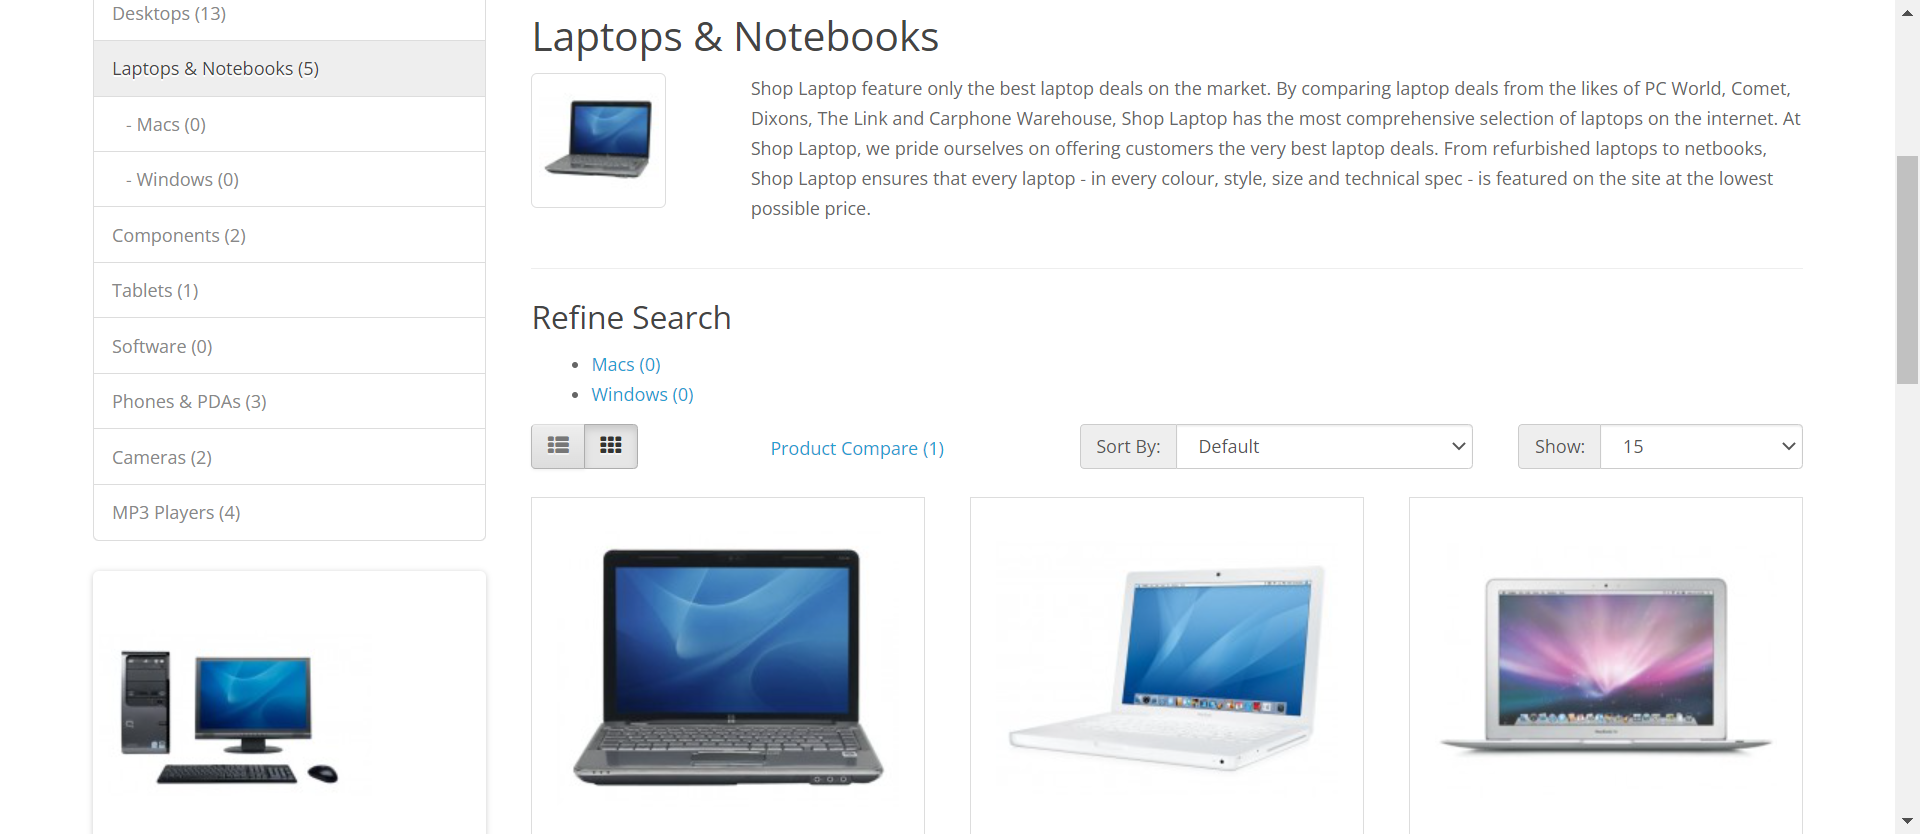 Desktops (13)
Laptops & Notebooks (5)
- Macs (0)
- Windows (0)
Components (2)
Tablets (1)
Software (0)
Phones & PDAs (3)
Cameras (2)
MP3 Players (4)
Laptops & Notebooks
Shop Laptop feature only the best laptop deals on the market. By comparing laptop deals from the likes of PC World, Comet,
Dixons, The Link and Carphone Warehouse, Shop Laptop has the most comprehensive selection of laptops on the internet. At
Shop Laptop, we pride ourselves on offering customers the very best laptop deals. From refurbished laptops to netbooks,
Shop Laptop ensures that every laptop - in every colour, style, size and technical spec - is featured on the site at the lowest
possible price.
Refine Search
Macs (0)
Windows (0)
Product Compare (1)
Sort By:
Default
Show:
15